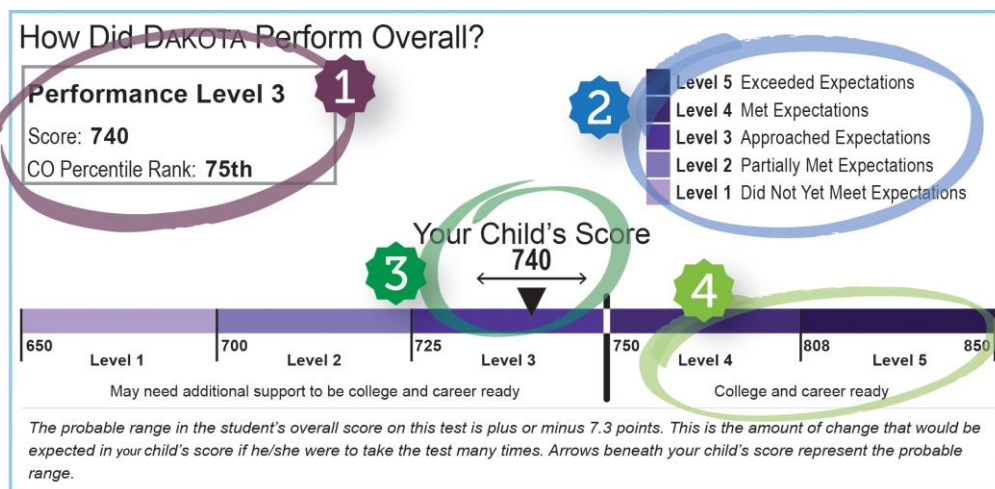 How Did DAKOTA Perform Overall?
Performance Level 3
Score: 740
CO Percentile Rank: 75th
1
2
Level 5 Exceeded Expectations
Level 4 Met Expectations
Level 3 Approached Expectations
Level 2 Partially Met Expectations
Level 1 Did Not Yet Meet Expectations
Your Child's Score
740
3
4
650 700 725 750 808 850
Level 1 Level 2 Level 3 Level 4 Level 5
May need additional support to be college and career ready College and career ready
The probable range in the student's overall score on this test is plus or minus 7.3 points. This is the amount of change that would be
expected in your child's score if he/she were to take the test many times. Arrows beneath your child's score represent the probable
range.